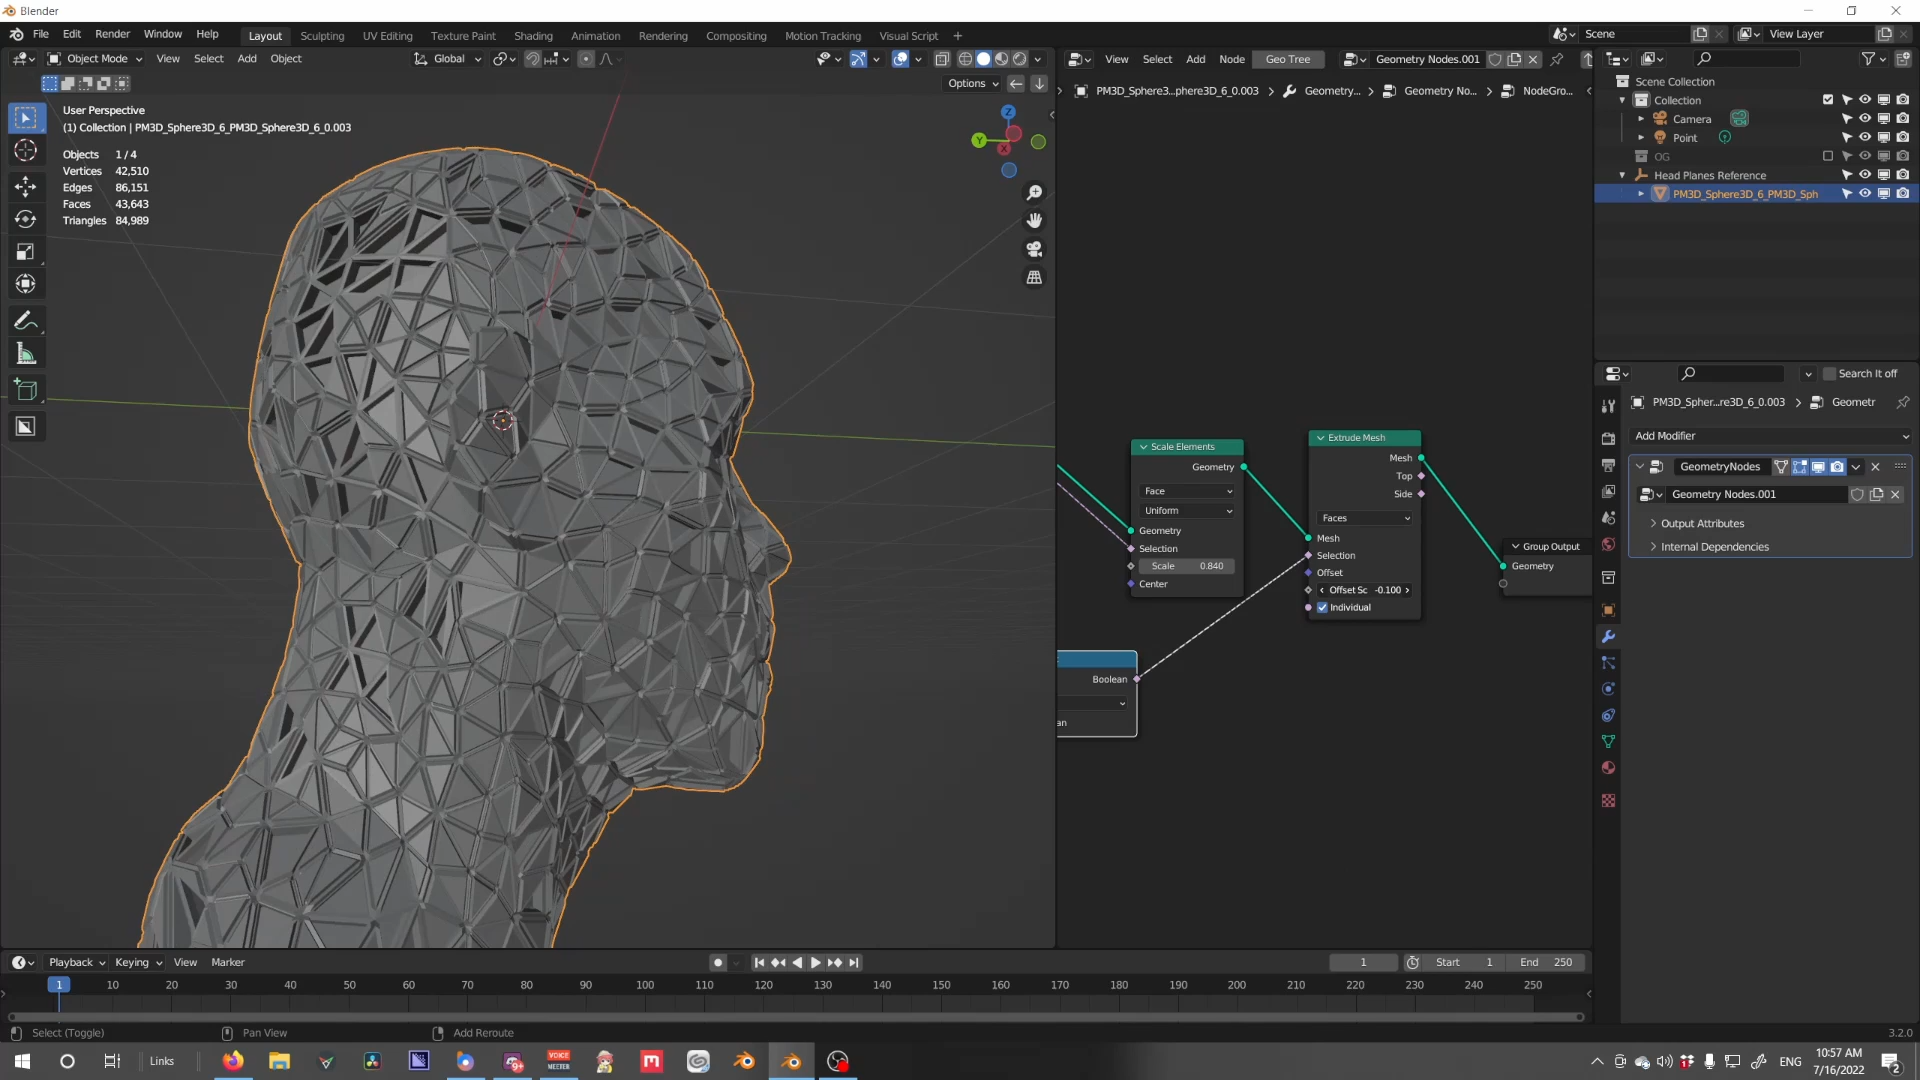 Blender
File Edit Render Window Help Layout Sculpting UV Editing Texture Paint Shading Animation Rendering Compositing Motion Tracking Visual Script + Scene View Layer
Object Mode View Select Add Object Global View Select Add Node Geo Tree Geometry Nodes.001
Options
PM3D_Sphere3...phere3D_6_0.003 > Geometry... > Geometry No... > NodeGro...
User Perspective
(1) Collection | PM3D_Sphere3D_6_PM3D_Sphere3D_6_0.003
Objects 1 / 4
Vertices 42,510
Edges 86,151
Faces 43,643
Triangles 84,989
Z
Y
X
Scene Collection
Collection
Camera
Point
OG
Head Planes Reference
PM3D_Sphere3D_6_PM3D_Sph
Search It off
PM3D_Spher...re3D_6_0.003 > Geometr
Add Modifier
GeometryNodes
Geometry Nodes.001
Output Attributes
Internal Dependencies
Scale Elements
Geometry
Face
Uniform
Geometry
Selection
Scale 0.840
Center
Extrude Mesh
Mesh
Top
Side
Faces
Mesh
Selection
Offset
Offset Sc -0.100
Individual
Group Output
Geometry
Boolean
an
Playback Keying View Marker 1 Start 1 End 250
1 10 20 30 40 50 60 70 80 90 100 110 120 130 140 150 160 170 180 190 200 210 220 230 240 250
Select (Toggle) Pan View Add Reroute 3.2.0
Links VOICE MEETER 9+ ENG 10:57 AM
7/16/2022
2